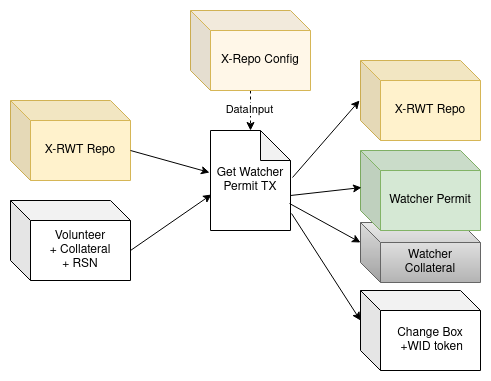 X-Repo Config
DataInput
X-RWT Repo
Get Watcher
Permit TX
X-RWT Repo
Volunteer
+ Collateral
+ RSN
Watcher Permit
Watcher
Collateral
Change Box
+WID token